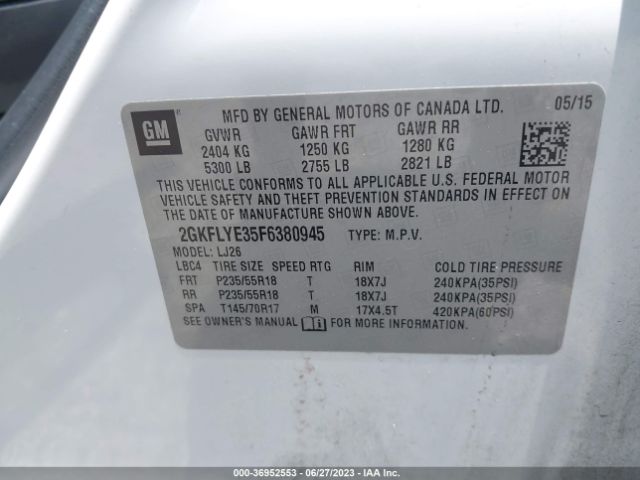 GM
MFD BY GENERAL MOTORS OF CANADA LTD. 05/15
GVWR GAWR FRT GAWR RR
2404 KG 1250 KG 1280 KG
5300 LB 2755 LB 2821 LB
THIS VEHICLE CONFORMS TO ALL APPLICABLE U.S. FEDERAL MOTOR
VEHICLE SAFETY AND THEFT PREVENTION STANDARDS IN EFFECT ON
THE DATE OF MANUFACTURE SHOWN ABOVE.
2GKFLYE35F6380945 TYPE: M.P.V.
MODEL: LJ26
LBC4 TIRE SIZE SPEED RTG RIM COLD TIRE PRESSURE
FRT P235/55R18 T 18X7J 240KPA(35PSI)
RR P235/55R18 T 18X7J 240KPA(35PSI)
SPA T145/70R17 M 17X4.5T 420KPA(60PSI)
SEE OWNER'S MANUAL FOR MORE INFORMATION.
000-36952553 - 06/27/2023 - IAA Inc.